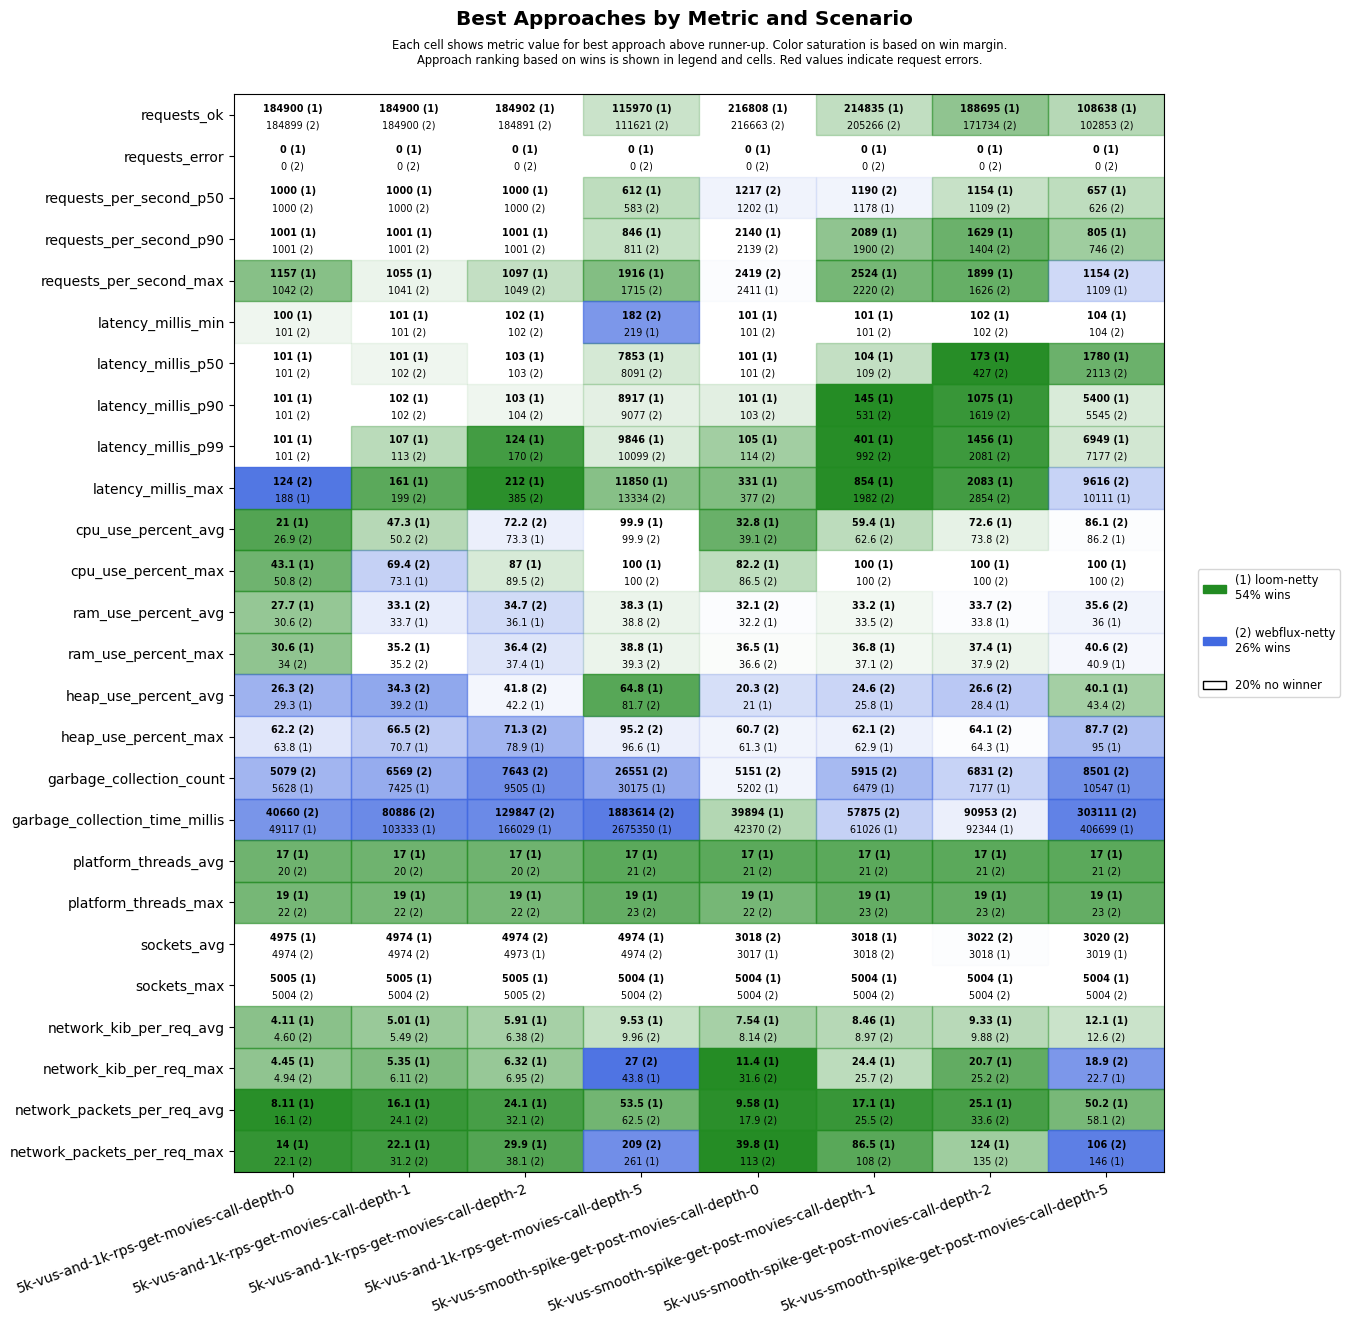 Best Approaches by Metric and Scenario
Each cell shows metric value for best approach above runner-up. Color saturation is based on win margin.
Approach ranking based on wins is shown in legend and cells. Red values indicate request errors.
requests_ok
184900 (1) 184900 (1) 184902 (1) 115970 (1) 216808 (1) 214835 (1) 188695 (1) 108638 (1)
184899 (2) 184900 (2) 184891 (2) 111621 (2) 216663 (2) 205266 (2) 171734 (2) 102853 (2)
requests_error
0 (1) 0 (1) 0 (1) 0 (1) 0 (1) 0 (1) 0 (1) 0 (1)
0 (2) 0 (2) 0 (2) 0 (2) 0 (2) 0 (2) 0 (2) 0 (2)
requests_per_second_p50
1000 (1) 1000 (1) 1000 (1) 612 (1) 1217 (2) 1190 (2) 1154 (1) 657 (1)
1000 (2) 1000 (2) 1000 (2) 583 (2) 1202 (1) 1178 (1) 1109 (2) 626 (2)
requests_per_second_p90
1001 (1) 1001 (1) 1001 (1) 846 (1) 2140 (1) 2089 (1) 1629 (1) 805 (1)
1001 (2) 1001 (2) 1001 (2) 811 (2) 2139 (2) 1900 (2) 1404 (2) 746 (2)
requests_per_second_max
1157 (1) 1055 (1) 1097 (1) 1916 (1) 2419 (2) 2524 (1) 1899 (1) 1154 (2)
1042 (2) 1041 (2) 1049 (2) 1715 (2) 2411 (1) 2220 (2) 1626 (2) 1109 (1)
latency_millis_min
100 (1) 101 (1) 102 (1) 182 (2) 101 (1) 101 (1) 102 (1) 104 (1)
101 (2) 101 (2) 102 (2) 219 (1) 101 (2) 101 (2) 102 (2) 104 (2)
latency_millis_p50
101 (1) 101 (1) 103 (1) 7853 (1) 101 (1) 104 (1) 173 (1) 1780 (1)
101 (2) 102 (2) 103 (2) 8091 (2) 101 (2) 109 (2) 427 (2) 2113 (2)
latency_millis_p90
101 (1) 102 (1) 103 (1) 8917 (1) 101 (1) 145 (1) 1075 (1) 5400 (1)
101 (2) 102 (2) 104 (2) 9077 (2) 103 (2) 531 (2) 1619 (2) 5545 (2)
latency_millis_p99
101 (1) 107 (1) 124 (1) 9846 (1) 105 (1) 401 (1) 1456 (1) 6949 (1)
101 (2) 113 (2) 170 (2) 10099 (2) 114 (2) 992 (2) 2081 (2) 7177 (2)
latency_millis_max
124 (2) 161 (1) 212 (1) 11850 (1) 331 (1) 854 (1) 2083 (1) 9616 (2)
188 (1) 199 (2) 385 (2) 13334 (2) 377 (2) 1982 (2) 2854 (2) 10111 (1)
cpu_use_percent_avg
21 (1) 47.3 (1) 72.2 (2) 99.9 (1) 32.8 (1) 59.4 (1) 72.6 (1) 86.1 (2)
26.9 (2) 50.2 (2) 73.3 (1) 99.9 (2) 39.1 (2) 62.6 (2) 73.8 (2) 86.2 (1)
cpu_use_percent_max
43.1 (1) 69.4 (2) 87 (1) 100 (1) 82.2 (1) 100 (1) 100 (1) 100 (1)
50.8 (2) 73.1 (1) 89.5 (2) 100 (2) 86.5 (2) 100 (2) 100 (2) 100 (2)
ram_use_percent_avg
27.7 (1) 33.1 (2) 34.7 (2) 38.3 (1) 32.1 (1) 33.2 (1) 33.7 (2) 35.6 (2)
30.6 (2) 33.7 (1) 36.1 (1) 38.8 (2) 32.2 (1) 33.5 (2) 33.8 (1) 36 (1)
ram_use_percent_max
30.6 (1) 35.2 (1) 36.4 (2) 38.8 (1) 36.5 (1) 36.8 (1) 37.4 (1) 40.6 (2)
34 (2) 35.2 (2) 37.4 (1) 39.3 (2) 36.6 (2) 37.1 (2) 37.9 (2) 40.9 (1)
heap_use_percent_avg
26.3 (2) 34.3 (2) 41.8 (2) 64.8 (1) 20.3 (2) 24.6 (2) 26.6 (2) 40.1 (1)
29.3 (1) 39.2 (1) 42.2 (1) 81.7 (2) 21 (1) 25.8 (1) 28.4 (1) 43.4 (2)
heap_use_percent_max
62.2 (2) 66.5 (2) 71.3 (2) 95.2 (2) 60.7 (2) 62.1 (2) 64.1 (2) 87.7 (2)
63.8 (1) 70.7 (1) 78.9 (1) 96.6 (1) 61.3 (1) 62.9 (1) 64.3 (1) 95 (1)
garbage_collection_count
5079 (2) 6569 (2) 7643 (2) 26551 (2) 5151 (2) 5915 (2) 6831 (2) 8501 (2)
5628 (1) 7425 (1) 9505 (1) 30175 (1) 5202 (1) 6479 (1) 7177 (1) 10547 (1)
garbage_collection_time_millis
40660 (2) 80886 (2) 129847 (2) 1883614 (2) 39894 (1) 57875 (2) 90953 (2) 303111 (2)
49117 (1) 103333 (1) 166029 (1) 2675350 (1) 42370 (2) 61026 (1) 92344 (1) 406699 (1)
platform_threads_avg
17 (1) 17 (1) 17 (1) 17 (1) 17 (1) 17 (1) 17 (1) 17 (1)
20 (2) 20 (2) 20 (2) 21 (2) 21 (2) 21 (2) 21 (2) 21 (2)
platform_threads_max
19 (1) 19 (1) 19 (1) 19 (1) 19 (1) 19 (1) 19 (1) 19 (1)
22 (2) 22 (2) 22 (2) 23 (2) 22 (2) 23 (2) 23 (2) 23 (2)
sockets_avg
4975 (1) 4974 (1) 4974 (2) 4974 (1) 3018 (2) 3018 (1) 3022 (2) 3020 (2)
4974 (2) 4974 (2) 4973 (1) 4974 (2) 3017 (1) 3018 (2) 3018 (1) 3019 (1)
sockets_max
5005 (1) 5005 (1) 5005 (1) 5004 (1) 5004 (1) 5004 (1) 5004 (1) 5004 (1)
5004 (2) 5004 (2) 5005 (2) 5004 (2) 5004 (2) 5004 (2) 5004 (2) 5004 (2)
network_kib_per_req_avg
4.11 (1) 5.01 (1) 5.91 (1) 9.53 (1) 7.54 (1) 8.46 (1) 9.33 (1) 12.1 (1)
4.60 (2) 5.49 (2) 6.38 (2) 9.96 (2) 8.14 (2) 8.97 (2) 9.88 (2) 12.6 (2)
network_kib_per_req_max
4.45 (1) 5.35 (1) 6.32 (1) 27 (2) 11.4 (1) 24.4 (1) 20.7 (1) 18.9 (2)
4.94 (2) 6.11 (2) 6.95 (2) 43.8 (1) 31.6 (2) 25.7 (2) 25.2 (2) 22.7 (1)
network_packets_per_req_avg
8.11 (1) 16.1 (1) 24.1 (1) 53.5 (1) 9.58 (1) 17.1 (1) 25.1 (1) 50.2 (1)
16.1 (2) 24.1 (2) 32.1 (2) 62.5 (2) 17.9 (2) 25.5 (2) 33.6 (2) 58.1 (2)
network_packets_per_req_max
14 (1) 22.1 (1) 29.9 (1) 209 (2) 39.8 (1) 86.5 (1) 124 (1) 106 (2)
22.1 (2) 31.2 (2) 38.1 (2) 261 (1) 113 (2) 108 (2) 135 (2) 146 (1)
5k-vus-and-1k-rps-get-movies-call-depth-0
5k-vus-and-1k-rps-get-movies-call-depth-1
5k-vus-and-1k-rps-get-movies-call-depth-2
5k-vus-and-1k-rps-get-movies-call-depth-5
5k-vus-smooth-spike-get-post-movies-call-depth-0
5k-vus-smooth-spike-get-post-movies-call-depth-1
5k-vus-smooth-spike-get-post-movies-call-depth-2
5k-vus-smooth-spike-get-post-movies-call-depth-5
(1) loom-netty
54% wins
(2) webflux-netty
26% wins
20% no winner